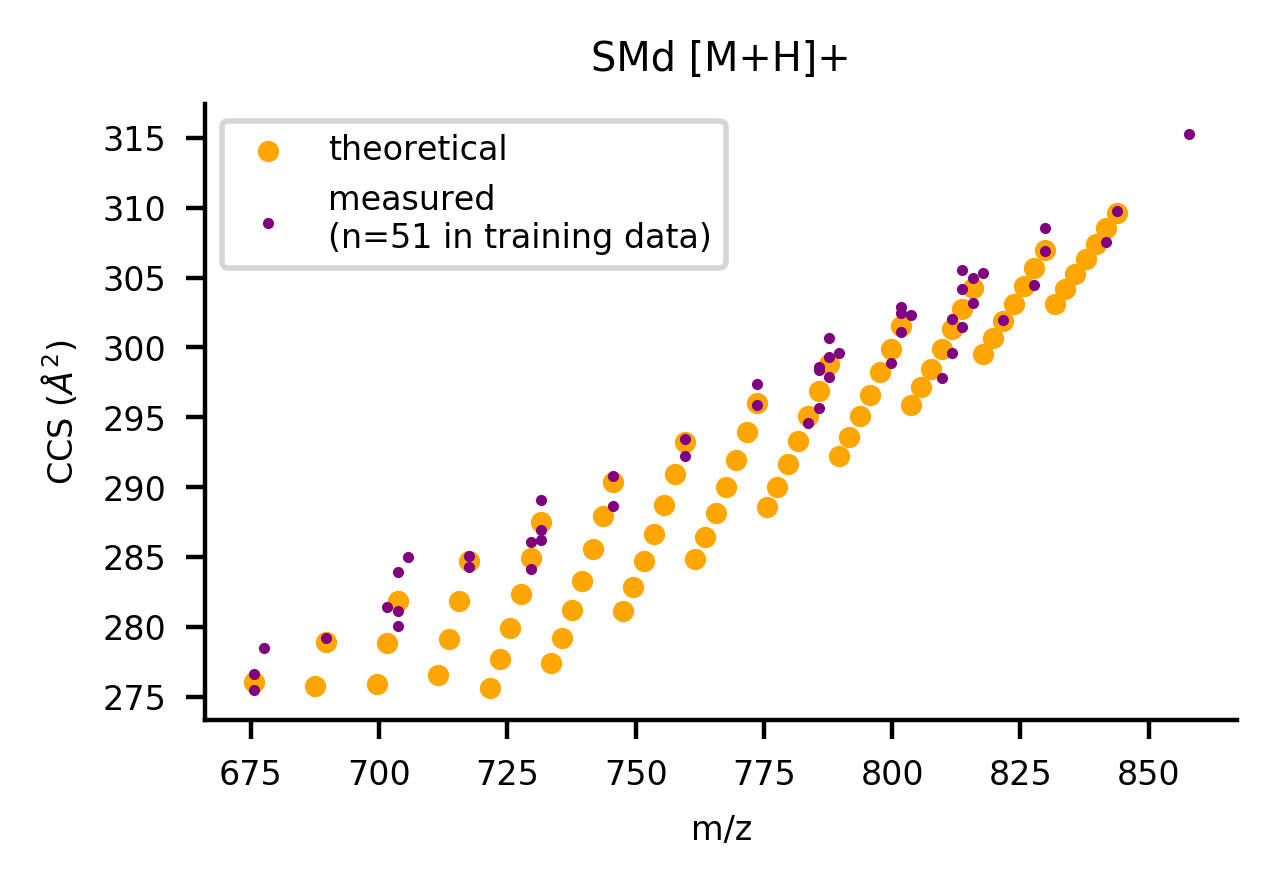 SMd [M+H]+
theoretical
measured
(n=51 in training data)
CCS (Å²)
315
310
305
300
295
290
285
280
275
675 700 725 750 775 800 825 850
m/z